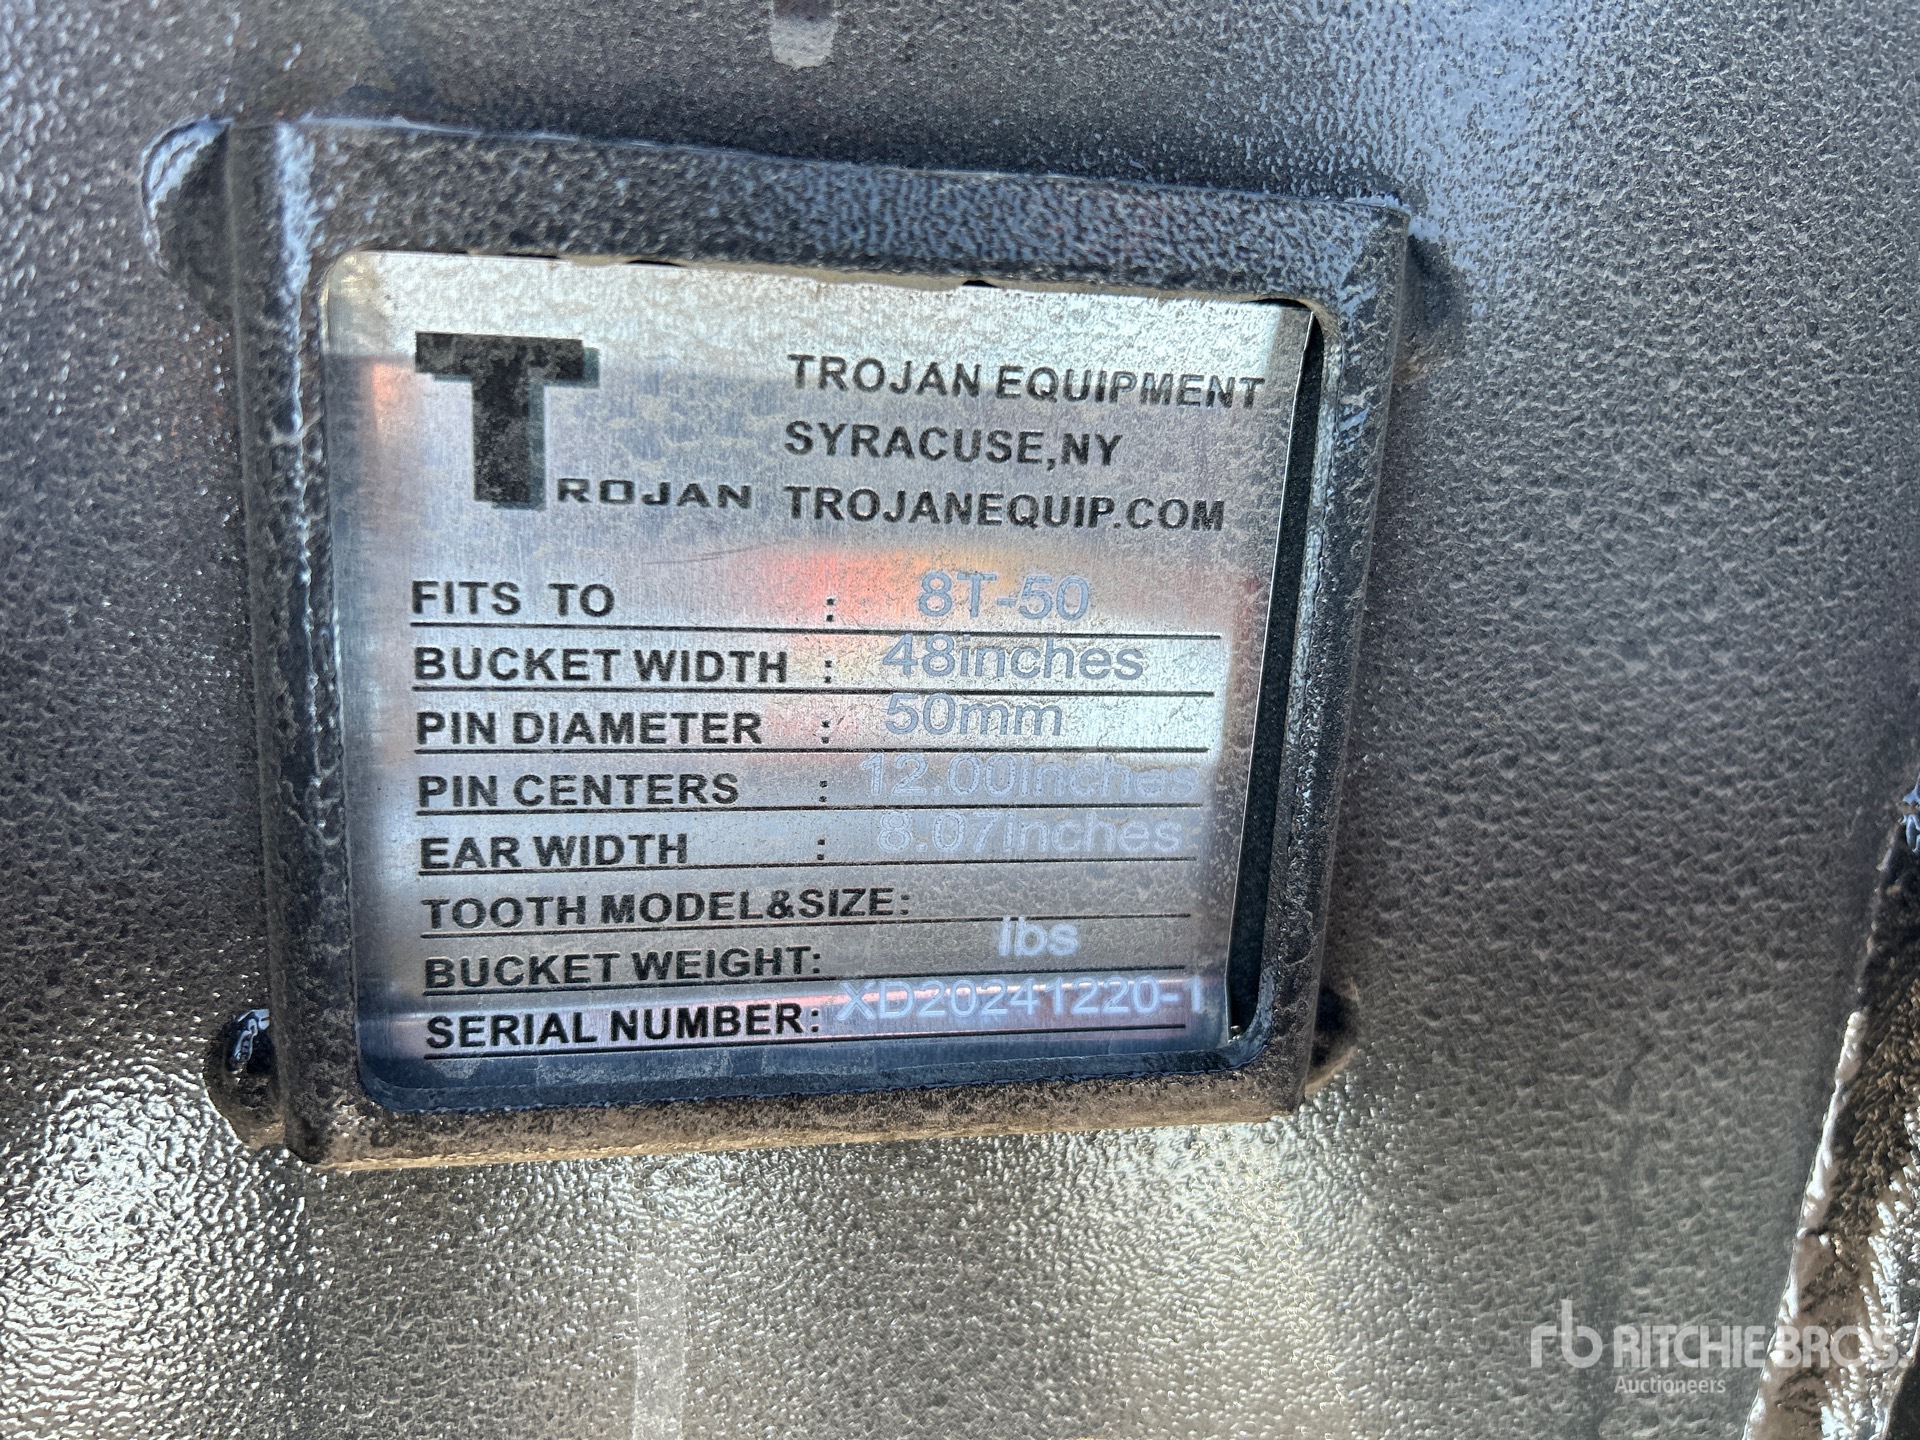 TROJAN
TROJAN EQUIPMENT
SYRACUSE,NY
TROJANEQUIP.COM
FITS TO : 8T-50
BUCKET WIDTH : 48inches
PIN DIAMETER : 50mm
PIN CENTERS : 12.00inches
EAR WIDTH : 8.07inches
TOOTH MODEL&SIZE:
BUCKET WEIGHT: lbs
SERIAL NUMBER: XD20241220-1
rb RITCHIE BROS.
Auctioneers